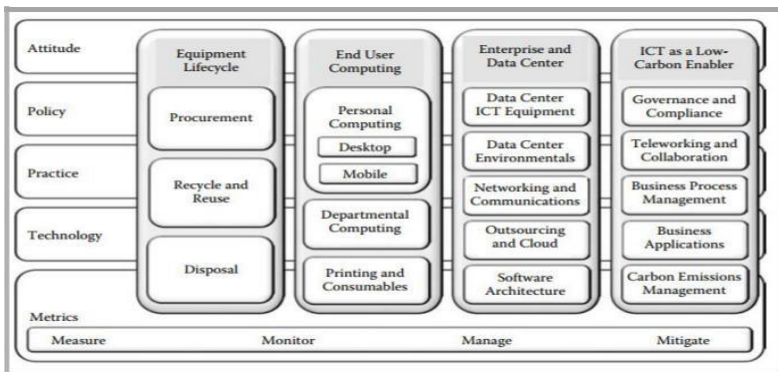 Attitude
Policy
Practice
Technology
Metrics
Equipment
Lifecycle
Procurement
Recycle and
Reuse
Disposal
End User
Computing
Personal
Computing
Desktop
Mobile
Departmental
Computing
Printing and
Consumables
Enterprise and
Data Center
Data Center
ICT Equipment
Data Center
Environmentals
Networking and
Communications
Outsourcing
and Cloud
Software
Architecture
ICT as a Low-
Carbon Enabler
Governance and
Compliance
Teleworking and
Collaboration
Business Process
Management
Business
Applications
Carbon Emissions
Management
Measure Monitor Manage Mitigate